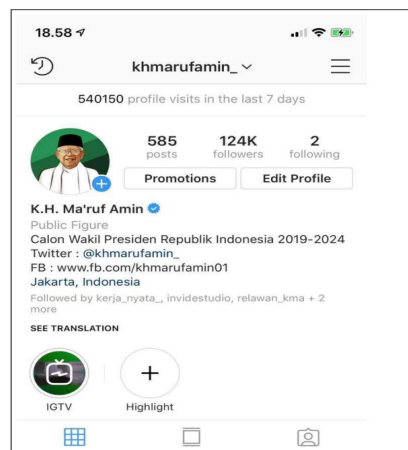 18.58
khmarufamin_
540150 profile visits in the last 7 days
585 124K 2
posts followers following
Promotions Edit Profile
K.H. Ma'ruf Amin
Public Figure
Calon Wakil Presiden Republik Indonesia 2019-2024
Twitter : @khmarufamin_
FB : www.fb.com/khmarufamin01
Jakarta, Indonesia
Followed by kerja_nyata_, invidestudio, relawan_kma + 2
more
SEE TRANSLATION
IGTV Highlight